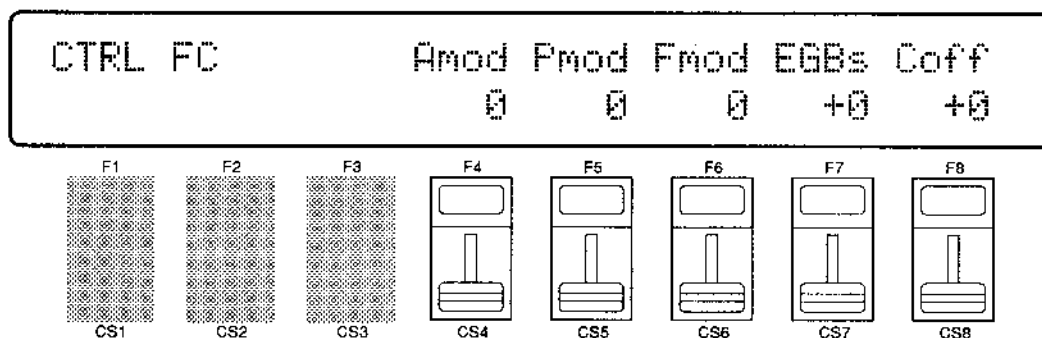 CTRL FC Amod Pmod Fmod EGBs Coff
0 0 0 +0 +0
F1 F2 F3 F4 F5 F6 F7 F8
CS1 CS2 CS3 CS4 CS5 CS6 CS7 CS8